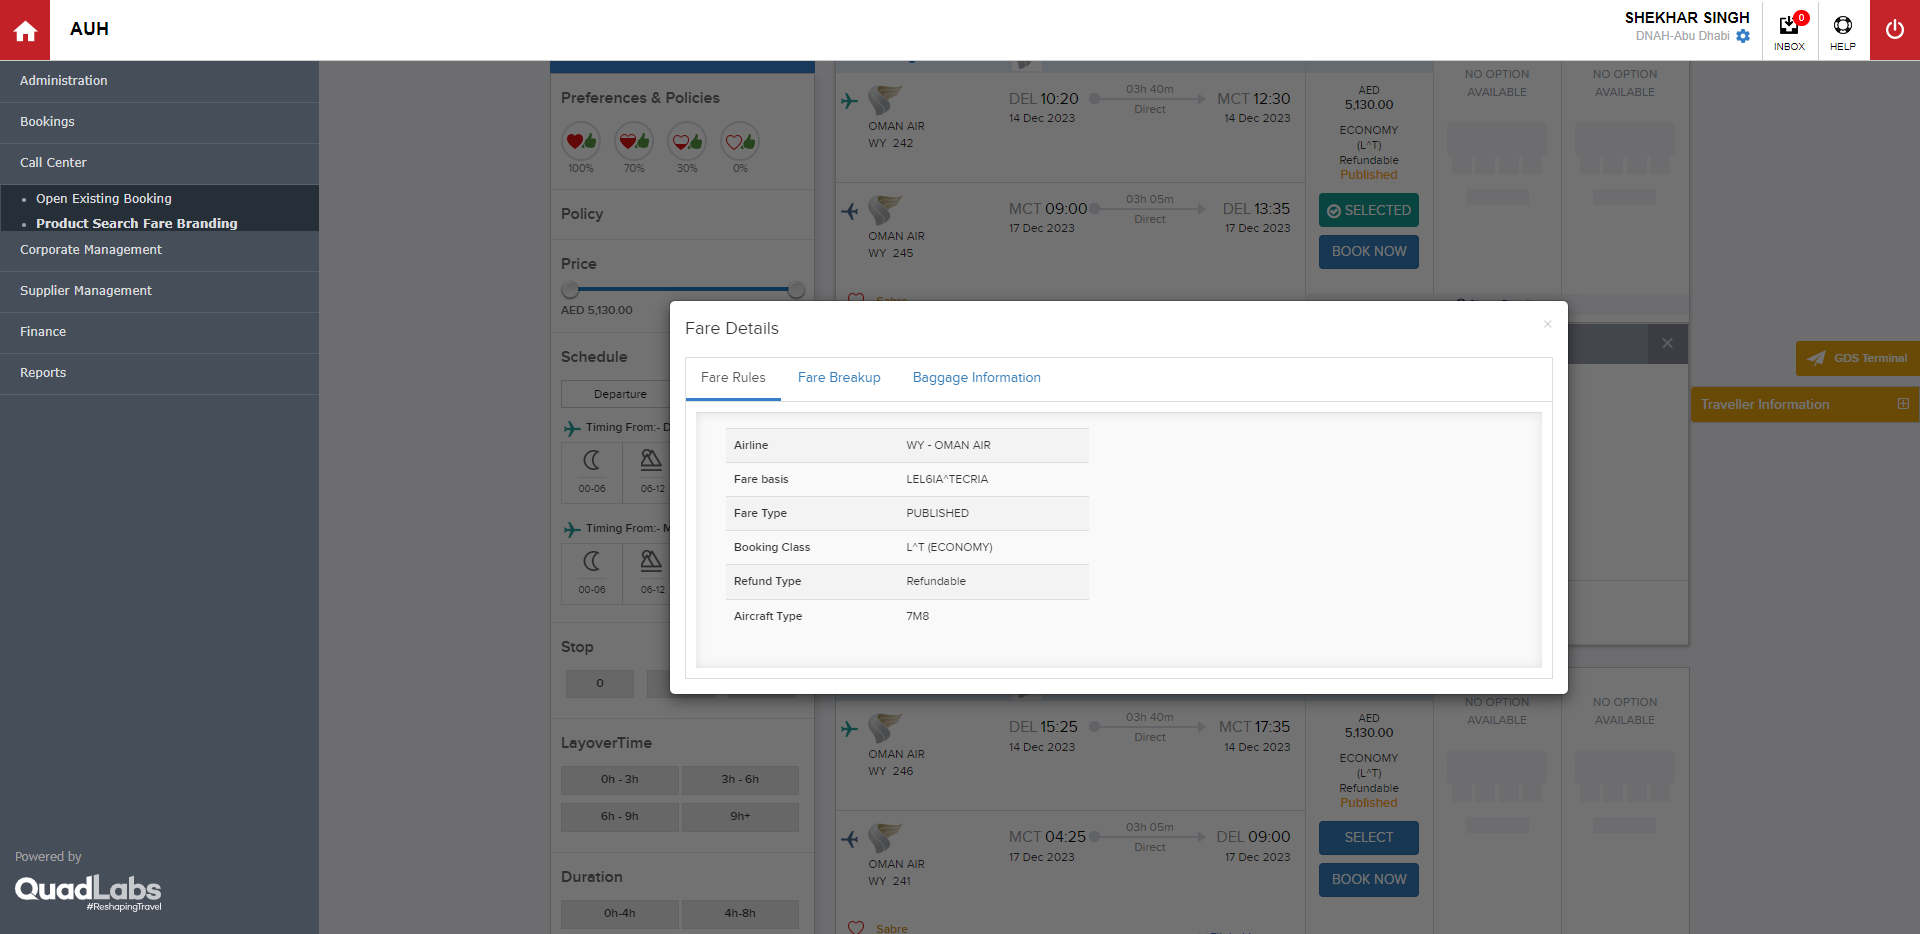 AUH
SHEKHAR SINGH
DNAH-Abu Dhabi
0
INBOX
HELP
Administration
Bookings
Call Center
Open Existing Booking
Product Search Fare Branding
Corporate Management
Supplier Management
Finance
Reports
Powered by
QuadLabs
#ReshapingTravel
Preferences & Policies
100%
70%
30%
0%
Policy
Price
AED 5,130.00
Schedule
Departure
Timing From:- D
00-06
06-12
Timing From:- M
00-06
06-12
Stop
0
LayoverTime
0h - 3h
3h - 6h
6h - 9h
9h+
Duration
0h-4h
4h-8h
OMAN AIR
WY 242
DEL 10:20
14 Dec 2023
03h 40m
Direct
MCT 12:30
14 Dec 2023
OMAN AIR
WY 245
MCT 09:00
17 Dec 2023
03h 05m
Direct
DEL 13:35
17 Dec 2023
Sabre
AED
5,130.00
ECONOMY
(L^T)
Refundable
Published
SELECTED
BOOK NOW
NO OPTION
AVAILABLE
NO OPTION
AVAILABLE
GDS Terminal
Traveller Information
Fare Details
×
Fare Rules
Fare Breakup
Baggage Information
Airline WY - OMAN AIR
Fare basis LEL6IA^TECRIA
Fare Type PUBLISHED
Booking Class L^T (ECONOMY)
Refund Type Refundable
Aircraft Type 7M8
OMAN AIR
WY 246
DEL 15:25
14 Dec 2023
03h 40m
Direct
MCT 17:35
14 Dec 2023
OMAN AIR
WY 241
MCT 04:25
17 Dec 2023
03h 05m
Direct
DEL 09:00
17 Dec 2023
Sabre
AED
5,130.00
ECONOMY
(L^T)
Refundable
Published
SELECT
BOOK NOW
NO OPTION
AVAILABLE
NO OPTION
AVAILABLE